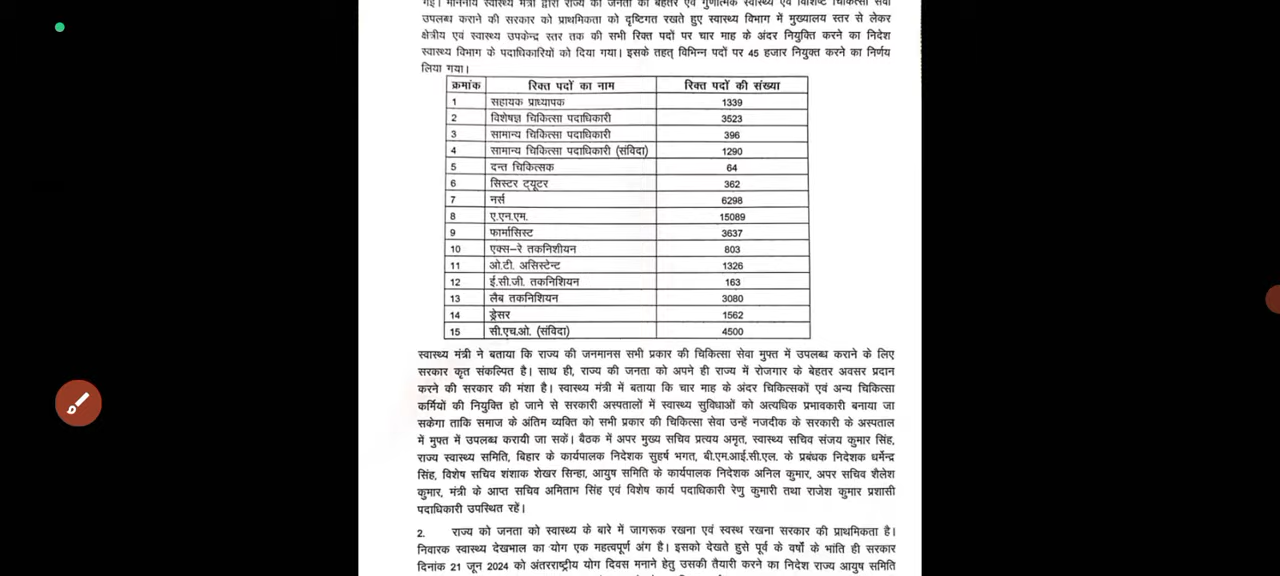 गई। माननीय स्वास्थ्य मंत्री द्वारा राज्य की जनता को बेहतर एवं गुणात्मक स्वास्थ्य एवं विशिष्ट चिकित्सा सेवा
उपलब्ध कराने की सरकार को प्राथमिकता को दृष्टिगत रखते हुए स्वास्थ्य विभाग में मुख्यालय स्तर से लेकर
क्षेत्रीय एवं स्वास्थ्य उपकेन्द्र स्तर तक की सभी रिक्त पदों पर चार माह के अंदर नियुक्ति करने का निदेश
स्वास्थ्य विभाग के पदाधिकारियों को दिया गया। इसके तहत् विभिन्न पदों पर 45 हजार नियुक्त करने का निर्णय
लिया गया।
क्रमांक रिक्त पदों का नाम रिक्त पदों की संख्या
1 सहायक प्राध्यापक 1339
2 विशेषज्ञ चिकित्सा पदाधिकारी 3523
3 सामान्य चिकित्सा पदाधिकारी 396
4 सामान्य चिकित्सा पदाधिकारी (संविदा) 1290
5 दन्त चिकित्सक 64
6 सिस्टर ट्यूटर 362
7 नर्स 6298
8 ए.एन.एम. 15089
9 फार्मासिस्ट 3637
10 एक्स–रे तकनिशीयन 803
11 ओ.टी. असिस्टेन्ट 1326
12 ई.सी.जी. तकनिशियन 163
13 लैब तकनिशियन 3080
14 ड्रेसर 1562
15 सी.एच.ओ. (संविदा) 4500
स्वास्थ्य मंत्री ने बताया कि राज्य की जनमानस सभी प्रकार की चिकित्सा सेवा मुफ्त में उपलब्ध कराने के लिए
सरकार कृत संकल्पित है। साथ ही, राज्य की जनता को अपने ही राज्य में रोजगार के बेहतर अवसर प्रदान
करने की सरकार की मंशा है। स्वास्थ्य मंत्री में बताया कि चार माह के अंदर चिकित्सकों एवं अन्य चिकित्सा
कर्मियों की नियुक्ति हो जाने से सरकारी अस्पतालों में स्वास्थ्य सुविधाओं को अत्यधिक प्रभावकारी बनाया जा
सकेगा ताकि समाज के अंतिम व्यक्ति को सभी प्रकार की चिकित्सा सेवा उन्हें नजदीक के सरकारी के अस्पताल
में मुफ्त में उपलब्ध करायी जा सकें। बैठक में अपर मुख्य सचिव प्रत्यय अमृत, स्वास्थ्य सचिव संजय कुमार सिंह,
राज्य स्वास्थ्य समिति, बिहार के कार्यपालक निदेशक सुहर्ष भगत, बी.एम.आई.सी.एल. के प्रबंधक निदेशक धर्मेन्द्र
सिंह, विशेष सचिव शंशाक शेखर सिन्हा, आयुष समिति के कार्यपालक निदेशक अनिल कुमार, अपर सचिव शैलेश
कुमार, मंत्री के आप्त सचिव अमिताभ सिंह एवं विशेष कार्य पदाधिकारी रेणु कुमारी तथा राजेश कुमार प्रशासी
पदाधिकारी उपस्थित रहें।
2. राज्य को जनता को स्वास्थ्य के बारे में जागरूक रखना एवं स्वस्थ रखना सरकार की प्राथमिकता है।
निवारक स्वास्थ्य देखभाल का योग एक महत्वपूर्ण अंग है। इसको देखते हुसे पूर्व के वर्षों के भांति ही सरकार
दिनांक 21 जून 2024 को अंतरराष्ट्रीय योग दिवस मनाने हेतु उसकी तैयारी करने का निदेश राज्य आयुष समिति